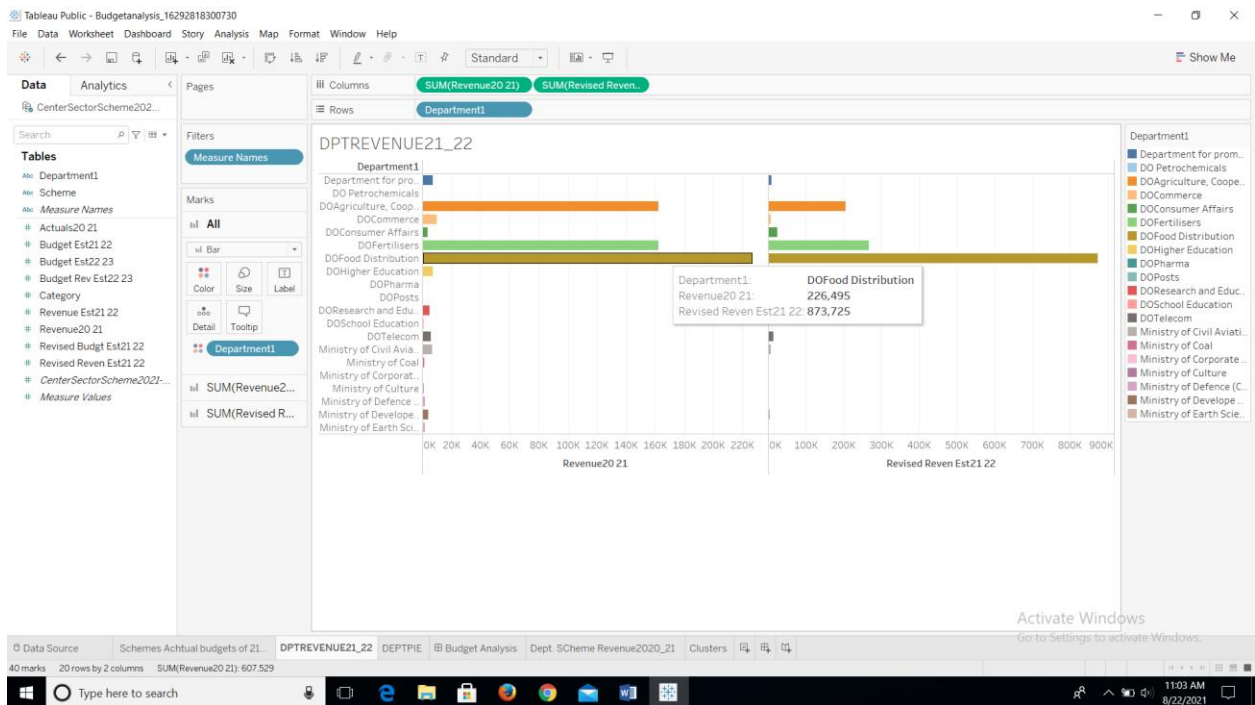 Tableau Public - Budgetanalysis_16292818300730
File Data Worksheet Dashboard Story Analysis Map Format Window Help
Standard
Show Me
Data Analytics
CenterSectorScheme202...
Search
Tables
Abc Department1
Abc Scheme
Abc Measure Names
# Actuals20 21
# Budget Est21 22
# Budget Est22 23
# Budget Rev Est22 23
# Category
# Revenue Est21 22
# Revenue20 21
# Revised Budgt Est21 22
# Revised Reven Est21 22
# CenterSectorScheme2021-...
# Measure Values
Pages
Filters
Measure Names
Marks
All
Bar
Color Size Label
Detail Tooltip
Department1
SUM(Revenue2...
SUM(Revised R...
Columns SUM(Revenue20 21) SUM(Revised Reven..
Rows Department1
DPTREVENUE21_22
Department1
Department for pro..
DO Petrochemicals
DOAgriculture, Coop..
DOCommerce
DOConsumer Affairs
DOFertilisers
DOFood Distribution
DOHigher Education
DOPharma
DOPosts
DOResearch and Edu..
DOSchool Education
DOTelecom
Ministry of Civil Avia..
Ministry of Coal
Ministry of Corporat..
Ministry of Culture
Ministry of Defence ..
Ministry of Develope..
Ministry of Earth Sci..
Department1: DOFood Distribution
Revenue20 21: 226,495
Revised Reven Est21 22: 873,725
0K 20K 40K 60K 80K 100K 120K 140K 160K 180K 200K 220K
0K 100K 200K 300K 400K 500K 600K 700K 800K 900K
Revenue20 21
Revised Reven Est21 22
Department1
Department for prom..
DO Petrochemicals
DOAgriculture, Coope..
DOCommerce
DOConsumer Affairs
DOFertilisers
DOFood Distribution
DOHigher Education
DOPharma
DOPosts
DOResearch and Educ..
DOSchool Education
DOTelecom
Ministry of Civil Aviati..
Ministry of Coal
Ministry of Corporate ..
Ministry of Culture
Ministry of Defence (C..
Ministry of Develope ..
Ministry of Earth Scie..
Activate Windows
Go to Settings to activate Windows.
Data Source Schemes Achtual budgets of 21... DPTREVENUE21_22 DEPTPIE Budget Analysis Dept. SCheme Revenue2020_21 Clusters
40 marks 20 rows by 2 columns SUM(Revenue20 21): 607,529
Type here to search
11:03 AM
8/22/2021